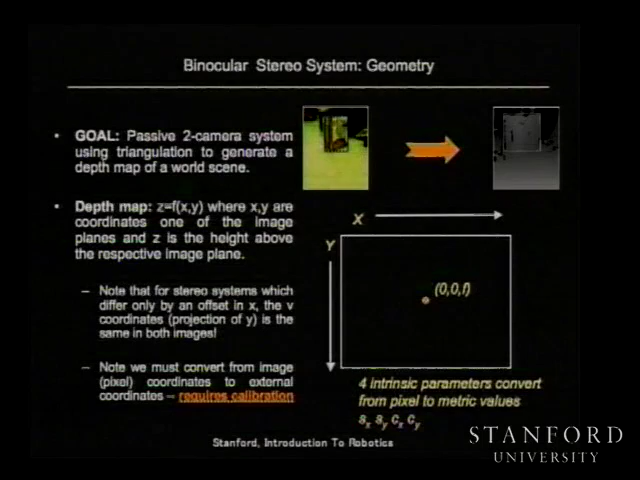 Binocular Stereo System: Geometry
• GOAL: Passive 2-camera system
using triangulation to generate a
depth map of a world scene.
• Depth map: z=f(x,y) where x,y are
coordinates one of the image
planes and z is the height above
the respective image plane.
– Note that for stereo systems which
differ only by an offset in x, the v
coordinates (projection of y) is the
same in both images!
– Note we must convert from image
(pixel) coordinates to external
coordinates – requires calibration
X
Y
(0,0,f)
4 intrinsic parameters convert
from pixel to metric values
sx sy cx cy
Stanford, Introduction To Robotics
STANFORD
UNIVERSITY